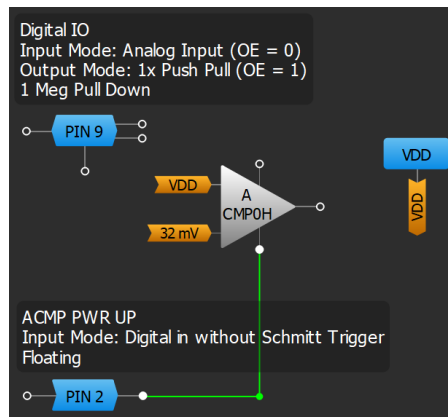 Digital IO
Input Mode: Analog Input (OE = 0)
Output Mode: 1x Push Pull (OE = 1)
1 Meg Pull Down
PIN 9
VDD
A
CMP0H
32 mV
VDD
VDD
ACMP PWR UP
Input Mode: Digital in without Schmitt Trigger
Floating
PIN 2